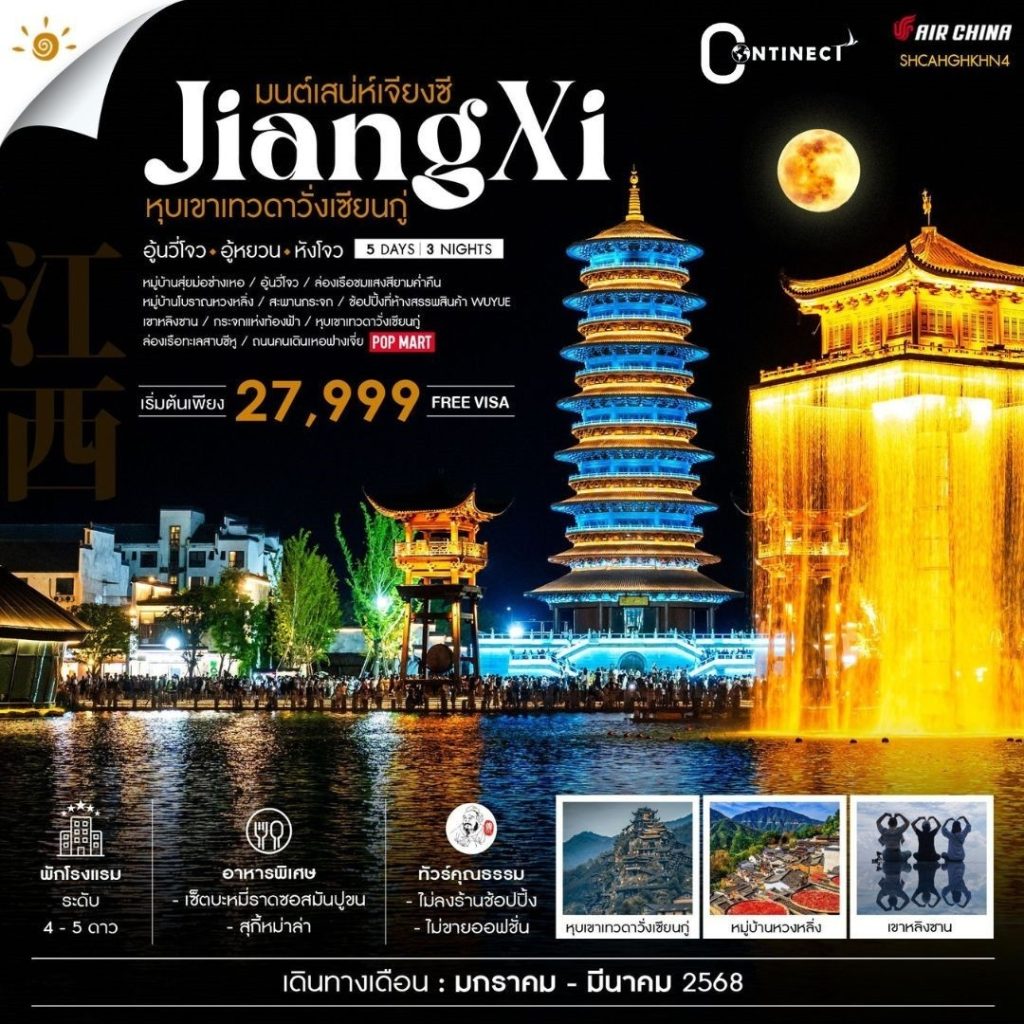 CONTINECT
AIR CHINA
SHCAHGHKHN4
มนต์เสน่ห์เจียงซี
JiangXi
หุบเขาเทวดาวั่งเซียนกู่
江西
อู้นวี่โจว • อู้หยวน • หังโจว 5 DAYS | 3 NIGHTS
หมู่บ้านสุ่ยม่อซ่างเหอ / อู้นวี่โจว / ล่องเรือชมแสงสียามค่ำคืน
หมู่บ้านโบราณหวงหลิ่ง / สะพานกระจก / ช้อปปิ้งที่ห้างสรรพสินค้า WUYUE
เขาหลิงซาน / กระจกแห่งท้องฟ้า / หุบเขาเทวดาวั่งเซียนกู่
ล่องเรือทะเลสาบซีหู / ถนนคนเดินเหอฟางเจี่ย POP MART
เริ่มต้นเพียง 27,999 FREE VISA
พักโรงแรม
ระดับ
4 - 5 ดาว
อาหารพิเศษ
- เซ็ตบะหมี่ราดซอสมันปูขน
- สุกี้หม่าล่า
ทัวร์คุณธรรม
- ไม่ลงร้านช้อปปิ้ง
- ไม่ขายออฟชั่น
หุบเขาเทวดาวั่งเซียนกู่
หมู่บ้านหวงหลิ่ง
เขาหลิงซาน
เดินทางเดือน : มกราคม - มีนาคม 2568